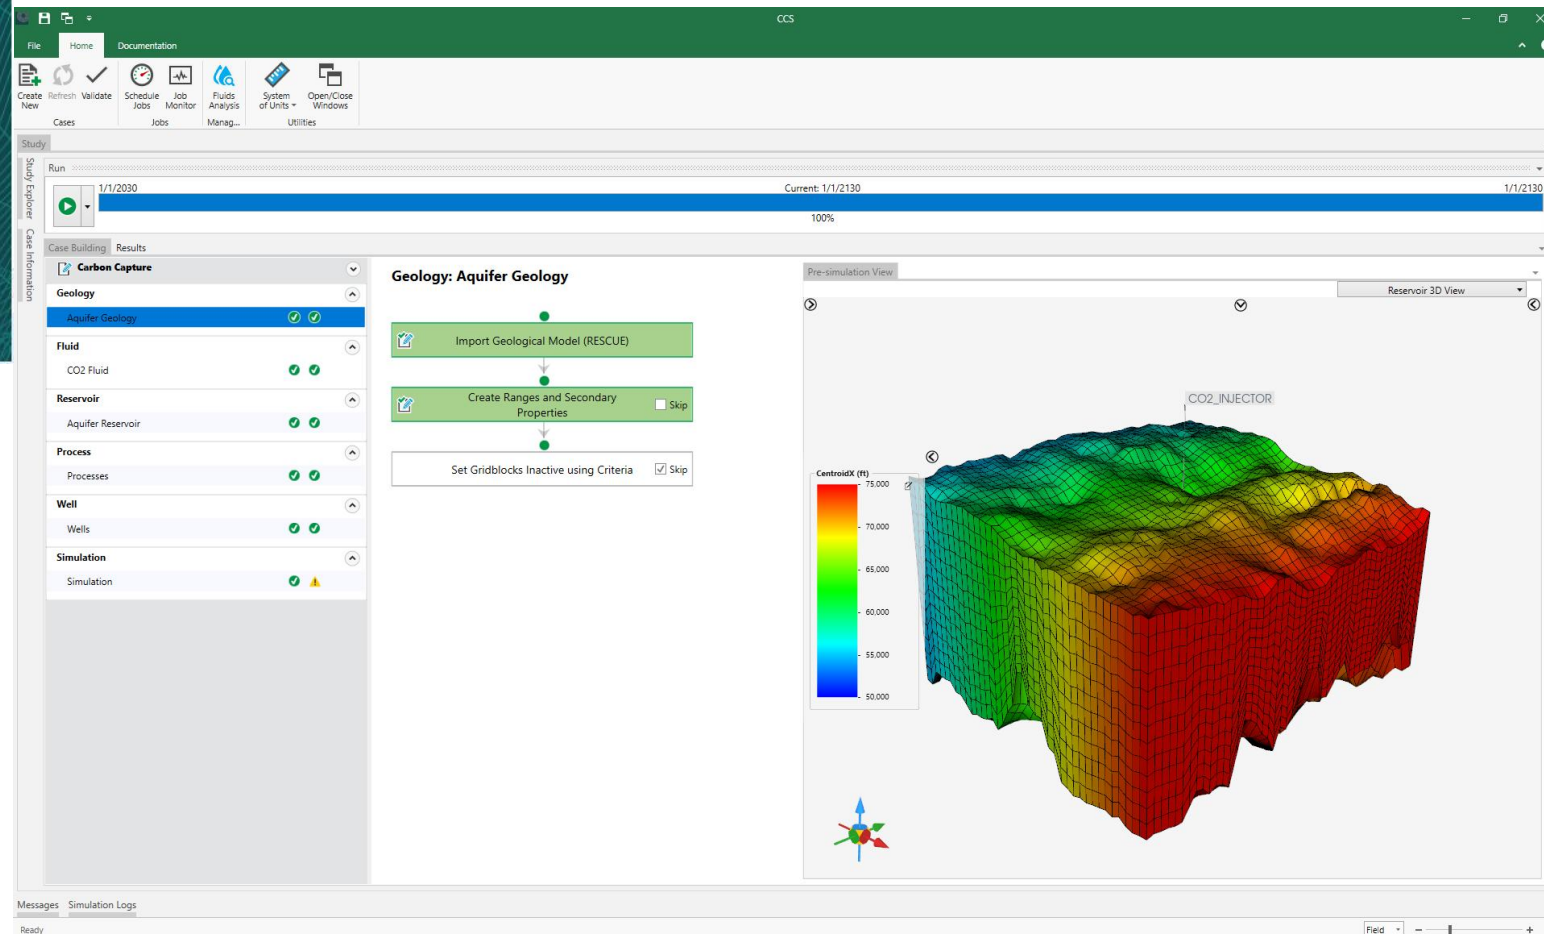 CCS
File Home Documentation
Create New
Refresh
Validate
Schedule Jobs
Job Monitor
Fluids Analysis
System of Units
Open/Close Windows
Cases Jobs Manag... Utilities
Study
Study Explorer
Case Information
Run
1/1/2030 Current: 1/1/2130 1/1/2130
100%
Case Building Results
Carbon Capture
Geology
Aquifer Geology
Fluid
CO2 Fluid
Reservoir
Aquifer Reservoir
Process
Processes
Well
Wells
Simulation
Simulation
Geology: Aquifer Geology
Import Geological Model (RESCUE)
Create Ranges and Secondary
Properties
Skip
Set Gridblocks Inactive using Criteria Skip
Pre-simulation View
Reservoir 3D View
CO2_INJECTOR
CentroidX (ft)
75,000
70,000
65,000
60,000
55,000
50,000
Messages Simulation Logs
Ready
Field